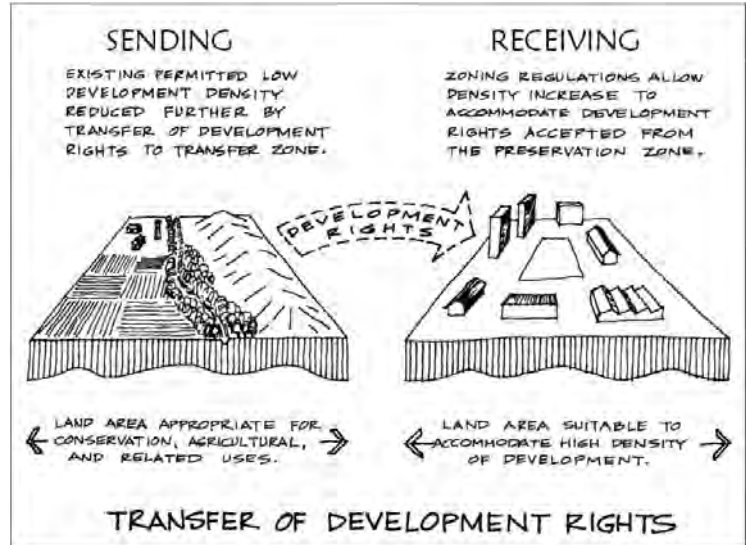 SENDING
EXISTING PERMITTED LOW
DEVELOPMENT DENSITY
REDUCED FURTHER BY
TRANSFER OF DEVELOPMENT
RIGHTS TO TRANSFER ZONE.
RECEIVING
ZONING REGULATIONS ALLOW
DENSITY INCREASE TO
ACCOMMODATE DEVELOPMENT
RIGHTS ACCEPTED FROM
THE PRESERVATION ZONE.
DEVELOPMENT
RIGHTS
LAND AREA APPROPRIATE FOR
CONSERVATION, AGRICULTURAL,
AND RELATED USES.
LAND AREA SUITABLE TO
ACCOMMODATE HIGH DENSITY
OF DEVELOPMENT.
TRANSFER OF DEVELOPMENT RIGHTS